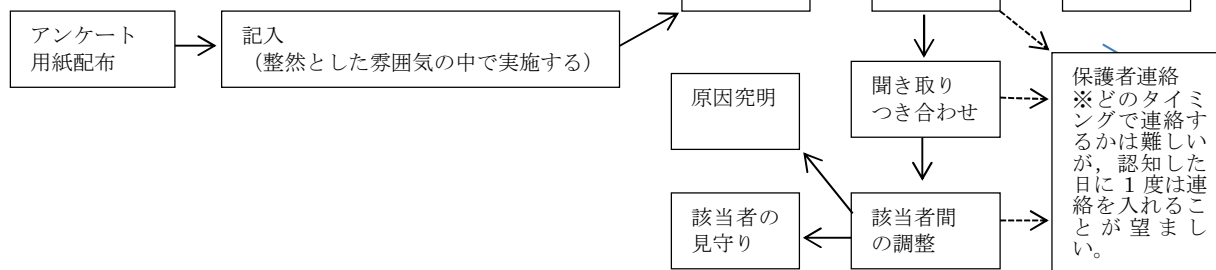 アンケート
用紙配布
記入
（整然とした雰囲気の中で実施する）
原因究明
聞き取り
つき合わせ
該当者の
見守り
該当者間
の調整
保護者連絡
※どのタイミ
ングで連絡す
るかは難しい
が，認知した
日に 1 度は連
絡を入れるこ
とが望まし
い。